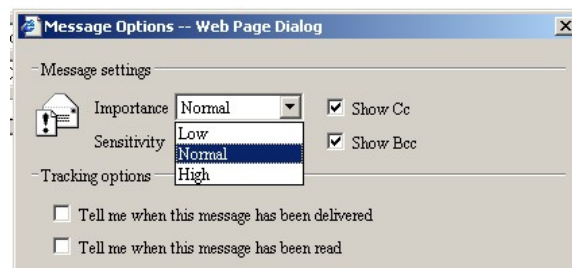 Message Options -- Web Page Dialog
Message settings
Importance Normal Show Cc
Low
Sensitivity Normal Show Bcc
High
Tracking options
Tell me when this message has been delivered
Tell me when this message has been read